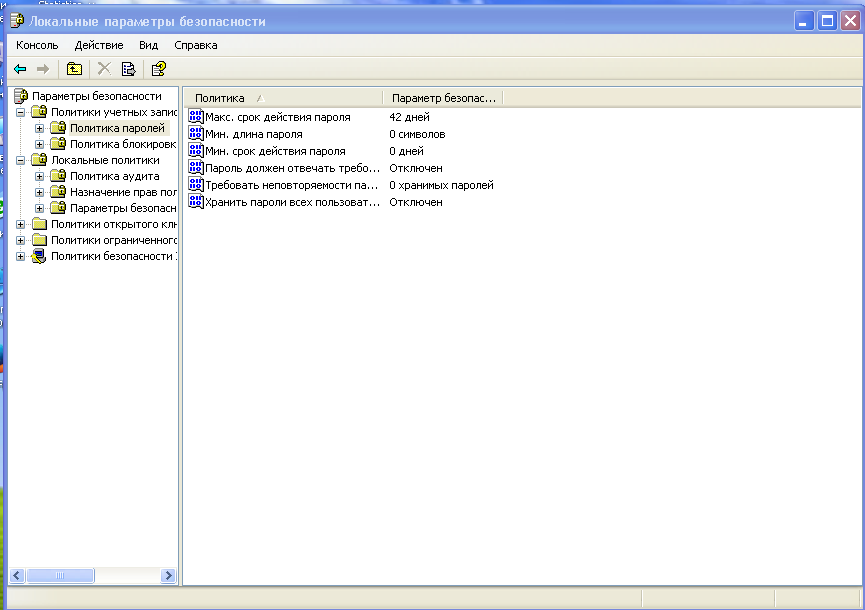 Локальные параметры безопасности
Консоль Действие Вид Справка
Параметры безопасности
Политики учетных запис
Политика паролей
Политика блокировк
Локальные политики
Политика аудита
Назначение прав пол
Параметры безопасн
Политики открытого клю
Политики ограниченного
Политики безопасности
Политика Параметр безопас...
Макс. срок действия пароля 42 дней
Мин. длина пароля 0 символов
Мин. срок действия пароля 0 дней
Пароль должен отвечать требо... Отключен
Требовать неповторяемости па... 0 хранимых паролей
Хранить пароли всех пользоват... Отключен